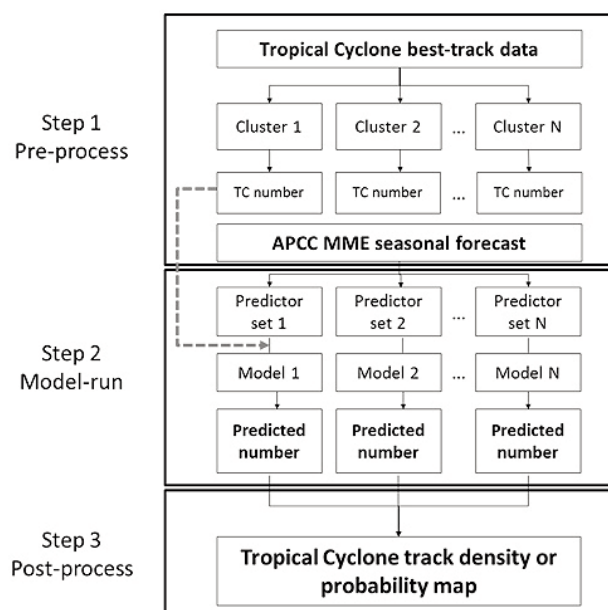 Tropical Cyclone best-track data
Step 1
Pre-process
Cluster 1
Cluster 2
...
Cluster N
TC number
TC number
...
TC number
APCC MME seasonal forecast
Step 2
Model-run
Predictor
set 1
Predictor
set 2
...
Predictor
set N
Model 1
Model 2
...
Model N
Predicted
number
Predicted
number
Predicted
number
Step 3
Post-process
Tropical Cyclone track density or
probability map